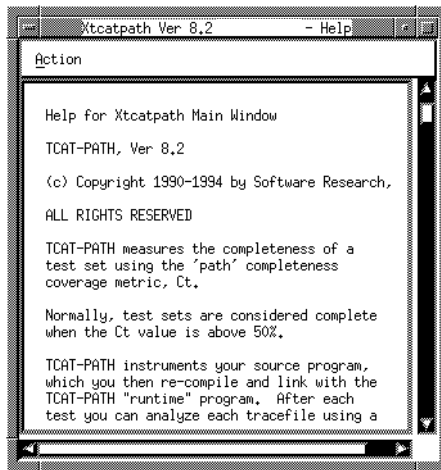 Xtcatpath Ver 8.2 - Help
Action
Help for Xtcatpath Main Window
TCAT-PATH, Ver 8.2
(c) Copyright 1990-1994 by Software Research,
ALL RIGHTS RESERVED
TCAT-PATH measures the completeness of a
test set using the 'path' completeness
coverage metric, Ct.
Normally, test sets are considered complete
when the Ct value is above 50%.
TCAT-PATH instruments your source program,
which you then re-compile and link with the
TCAT-PATH "runtime" program. After each
test you can analyze each tracefile using a